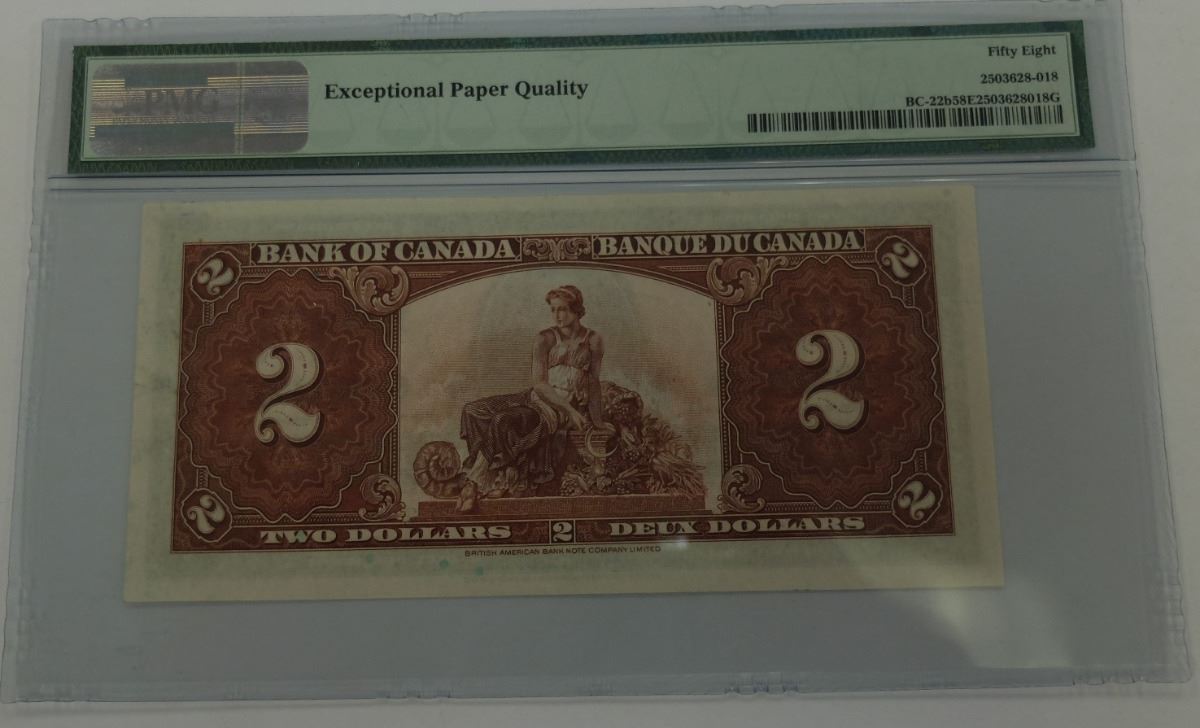 PMG
Exceptional Paper Quality
Fifty Eight
2503628-018
BC-22b58E2503628018G
BANK OF CANADA
BANQUE DU CANADA
2
2
2
2
2
2
TWO DOLLARS
2
DEUX DOLLARS
BRITISH AMERICAN BANK NOTE COMPANY LIMITED